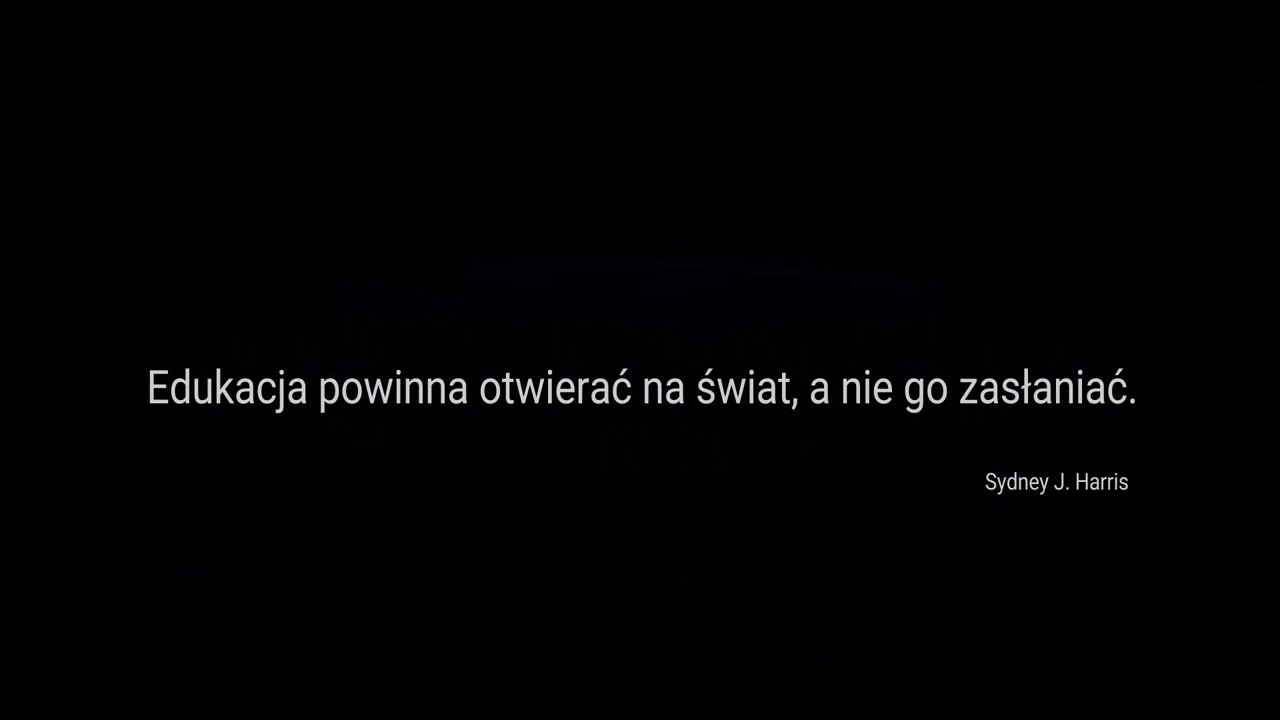 Edukacja powinna otwierać na świat, a nie go zasłaniać.
Sydney J. Harris